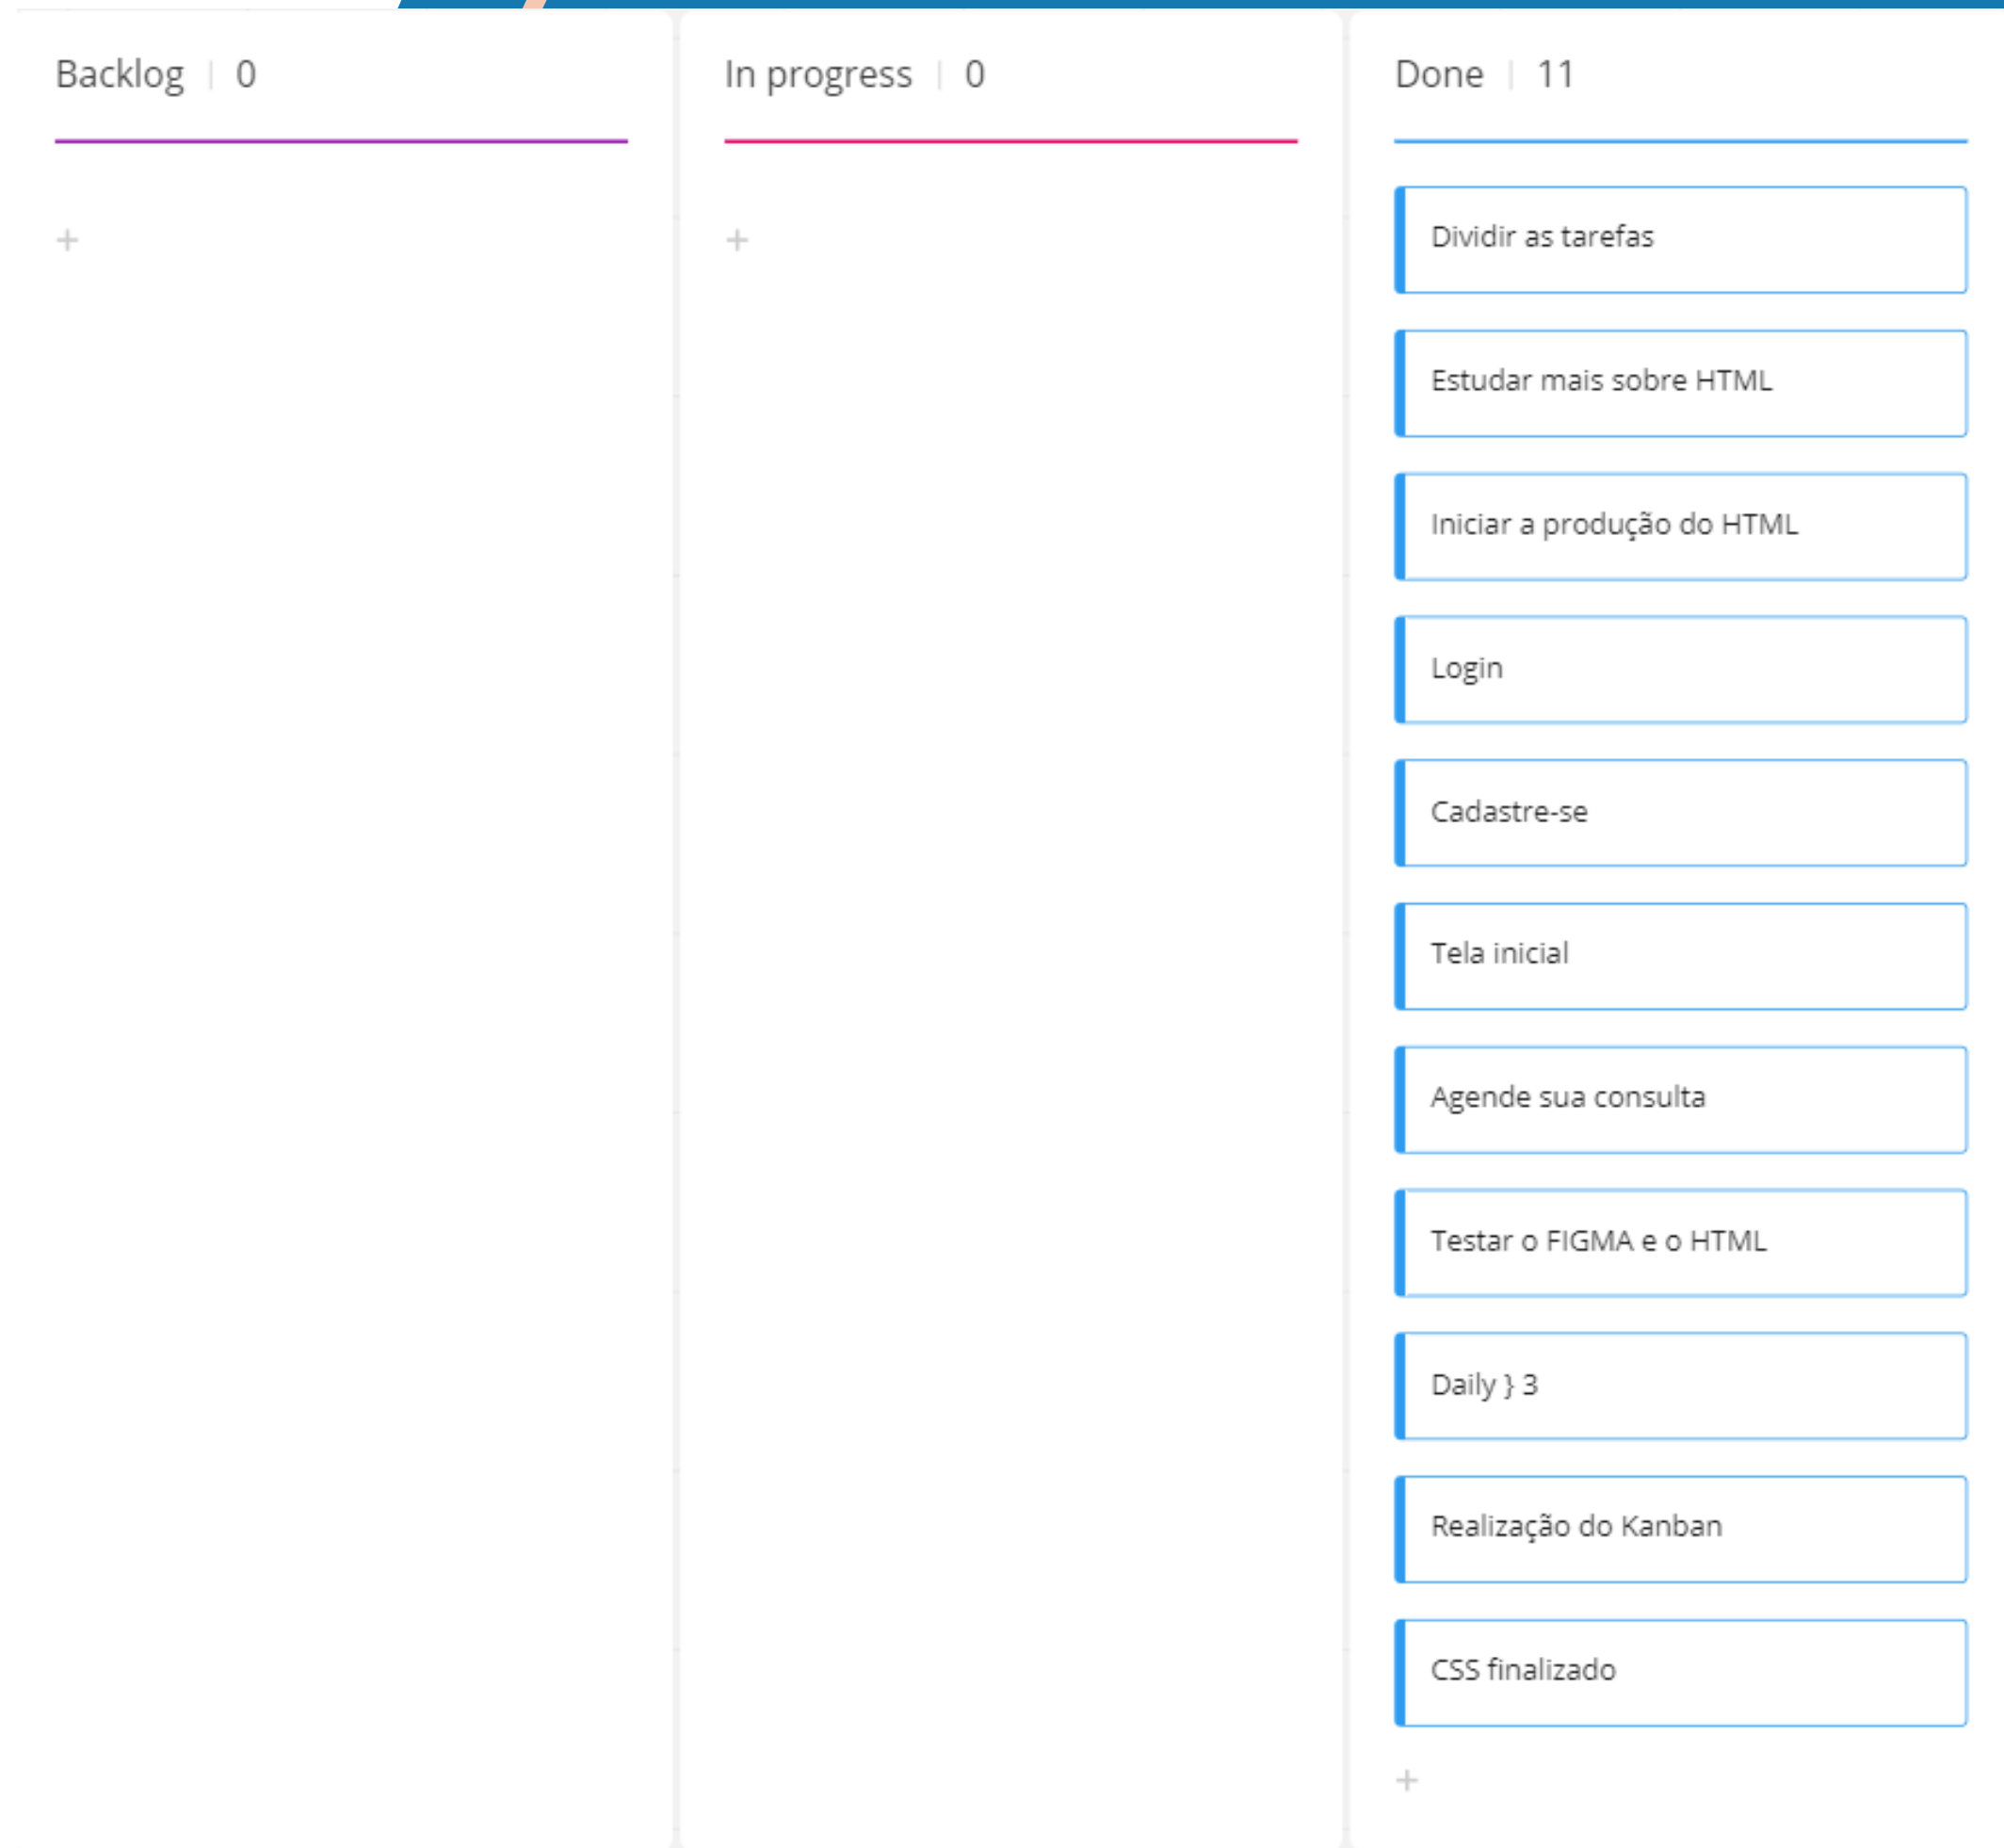 Backlog | 0
In progress | 0
Done | 11
+
+
Dividir as tarefas
Estudar mais sobre HTML
Iniciar a produção do HTML
Login
Cadastre-se
Tela inicial
Agende sua consulta
Testar o FIGMA e o HTML
Daily } 3
Realização do Kanban
CSS finalizado
+